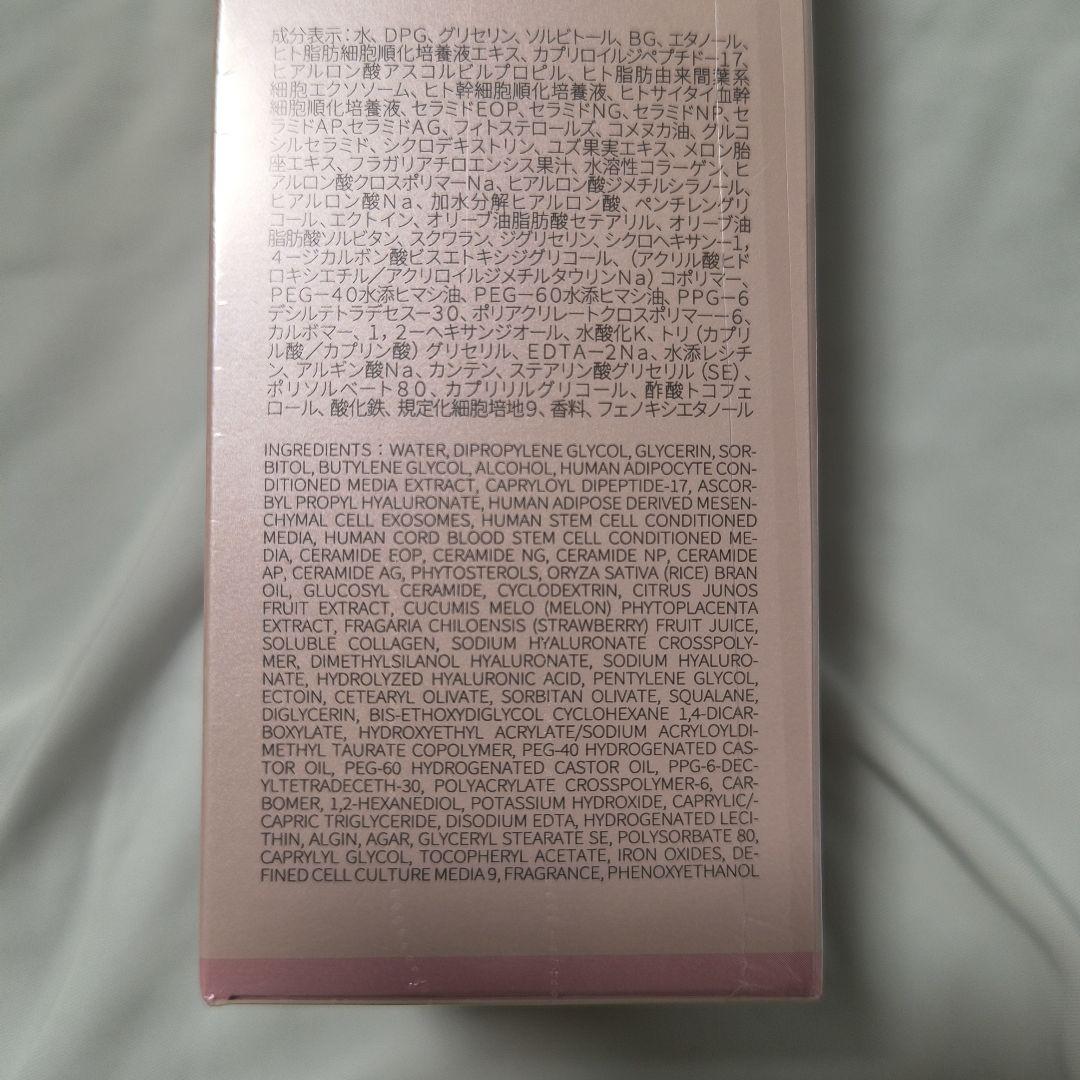 成分表示:水、DPG、グリセリン、ソルビトール、BG、エタノール、
ヒト脂肪細胞順化培養液エキス、カプリロイルジペプチド-17、
ヒアルロン酸アスコルビルプロピル、ヒト脂肪由来間葉系
細胞エクソソーム、ヒト幹細胞順化培養液、ヒトサイタイ血幹
細胞順化培養液、セラミドEOP、セラミドNG、セラミドNP、セ
ラミドAP、セラミドAG、フィトステロールズ、コメヌカ油、グルコ
シルセラミド、シクロデキストリン、ユズ果実エキス、メロン胎
座エキス、フラガリアチロエンシス果汁、水溶性コラーゲン、ヒ
アルロン酸クロスポリマーNa、ヒアルロン酸ジメチルシラノール、
ヒアルロン酸Na、加水分解ヒアルロン酸、ペンチレングリ
コール、エクトイン、オリーブ油脂肪酸セテアリル、オリーブ油
脂肪酸ソルビタン、スクワラン、ジグリセリン、シクロヘキサン-1,
4-ジカルボン酸ビスエトキシジグリコール、(アクリル酸ヒド
ロキシエチル/アクリロイルジメチルタウリンNa)コポリマー、
PEG-40水添ヒマシ油、PEG-60水添ヒマシ油、PPG-6
デシルテトラデセス-30、ポリアクリレートクロスポリマー-6、
カルボマー、1,2-ヘキサンジオール、水酸化K、トリ(カプリ
ル酸/カプリン酸)グリセリル、EDTA-2Na、水添レシチ
ン、アルギン酸Na、カンテン、ステアリン酸グリセリル(SE)、
ポリソルベート80、カプリリルグリコール、酢酸トコフェ
ロール、酸化鉄、規定化細胞培地9、香料、フェノキシエタノール
INGREDIENTS : WATER, DIPROPYLENE GLYCOL, GLYCERIN, SOR-
BITOL, BUTYLENE GLYCOL, ALCOHOL, HUMAN ADIPOCYTE CON-
DITIONED MEDIA EXTRACT, CAPRYLOYL DIPEPTIDE-17, ASCOR-
BYL PROPYL HYALURONATE, HUMAN ADIPOSE DERIVED MESEN-
CHYMAL CELL EXOSOMES, HUMAN STEM CELL CONDITIONED
MEDIA, HUMAN CORD BLOOD STEM CELL CONDITIONED ME-
DIA, CERAMIDE EOP, CERAMIDE NG, CERAMIDE NP, CERAMIDE
AP, CERAMIDE AG, PHYTOSTEROLS, ORYZA SATIVA (RICE) BRAN
OIL, GLUCOSYL CERAMIDE, CYCLODEXTRIN, CITRUS JUNOS
FRUIT EXTRACT, CUCUMIS MELO (MELON) PHYTOPLACENTA
EXTRACT, FRAGARIA CHILOENSIS (STRAWBERRY) FRUIT JUICE,
SOLUBLE COLLAGEN, SODIUM HYALURONATE CROSSPOLY-
MER, DIMETHYLSILANOL HYALURONATE, SODIUM HYALURO-
NATE, HYDROLYZED HYALURONIC ACID, PENTYLENE GLYCOL,
ECTOIN, CETEARYL OLIVATE, SORBITAN OLIVATE, SQUALANE,
DIGLYCERIN, BIS-ETHOXYDIGLYCOL CYCLOHEXANE 1,4-DICAR-
BOXYLATE, HYDROXYETHYL ACRYLATE/SODIUM ACRYLOYLDI-
METHYL TAURATE COPOLYMER, PEG-40 HYDROGENATED CAS-
TOR OIL, PEG-60 HYDROGENATED CASTOR OIL, PPG-6-DEC-
YLTETRADECETH-30, POLYACRYLATE CROSSPOLYMER-6, CAR-
BOMER, 1,2-HEXANEDIOL, POTASSIUM HYDROXIDE, CAPRYLIC/-
CAPRIC TRIGLYCERIDE, DISODIUM EDTA, HYDROGENATED LECI-
THIN, ALGIN, AGAR, GLYCERYL STEARATE SE, POLYSORBATE 80,
CAPRYLYL GLYCOL, TOCOPHERYL ACETATE, IRON OXIDES, DE-
FINED CELL CULTURE MEDIA 9, FRAGRANCE, PHENOXYETHANOL